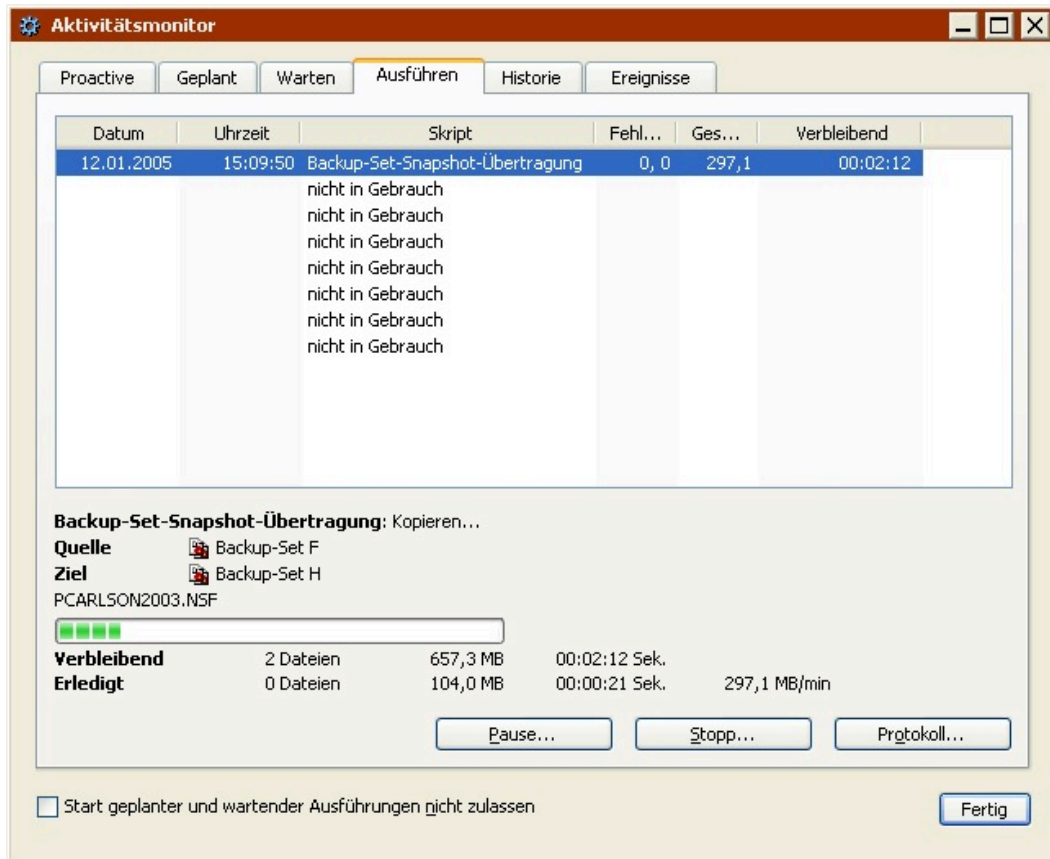 Aktivitätsmonitor
Proactive Geplant Warten Ausführen Historie Ereignisse
Datum Uhrzeit Skript Fehl... Ges... Verbleibend
12.01.2005 15:09:50 Backup-Set-Snapshot-Übertragung 0, 0 297,1 00:02:12
nicht in Gebrauch
nicht in Gebrauch
nicht in Gebrauch
nicht in Gebrauch
nicht in Gebrauch
nicht in Gebrauch
nicht in Gebrauch
Backup-Set-Snapshot-Übertragung: Kopieren...
Quelle Backup-Set F
Ziel Backup-Set H
PCARLSON2003.NSF
Verbleibend 2 Dateien 657,3 MB 00:02:12 Sek.
Erledigt 0 Dateien 104,0 MB 00:00:21 Sek. 297,1 MB/min
Pause... Stopp... Protokoll...
Start geplanter und wartender Ausführungen nicht zulassen
Fertig